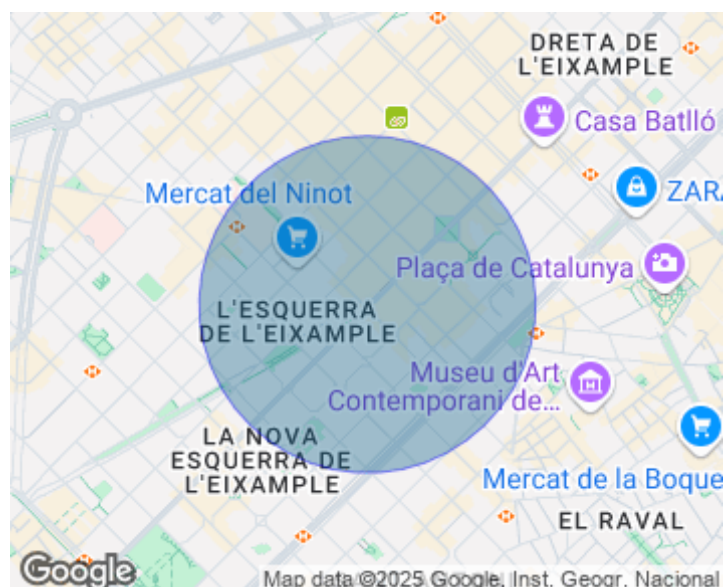 DRETA DE
L'EIXAMPLE
Casa Batlló
Mercat del Ninot
ZARA
Plaça de Catalunya
L'ESQUERRA
DE L'EIXAMPLE
Museu d'Art
Contemporani de...
LA NOVA
ESQUERRA DE
L'EIXAMPLE
Mercat de la Boque
EL RAVAL
Google
Map data ©2025 Google, Inst. Geogr. Nacional